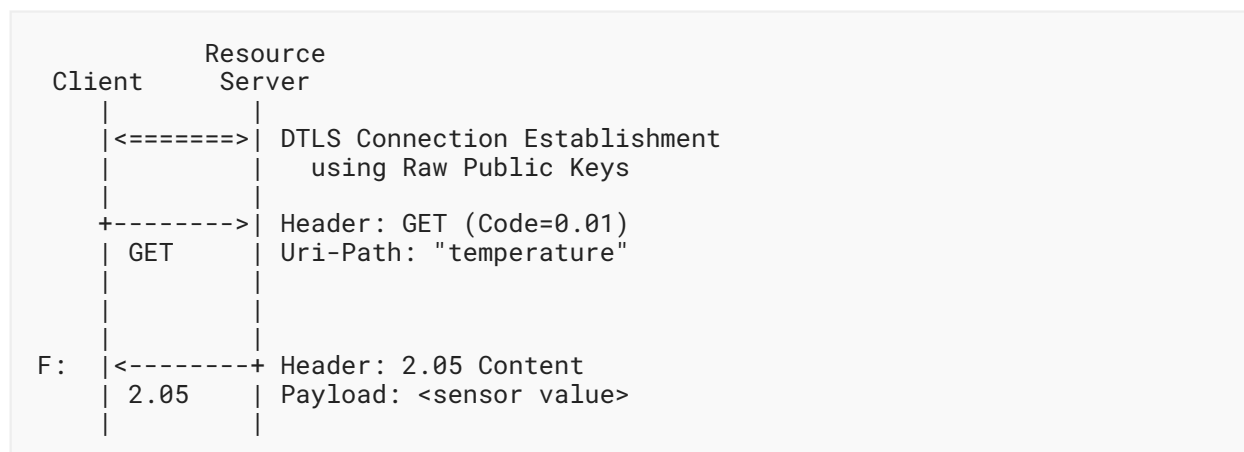 Resource
 Client     Server
    |         |
    |<=======>| DTLS Connection Establishment
    |         |   using Raw Public Keys
    |         |
    +-------->| Header: GET (Code=0.01)
    | GET     | Uri-Path: "temperature"
    |         |
    |         |
    |         |
F:  |<--------+ Header: 2.05 Content
    | 2.05    | Payload: <sensor value>
    |         |